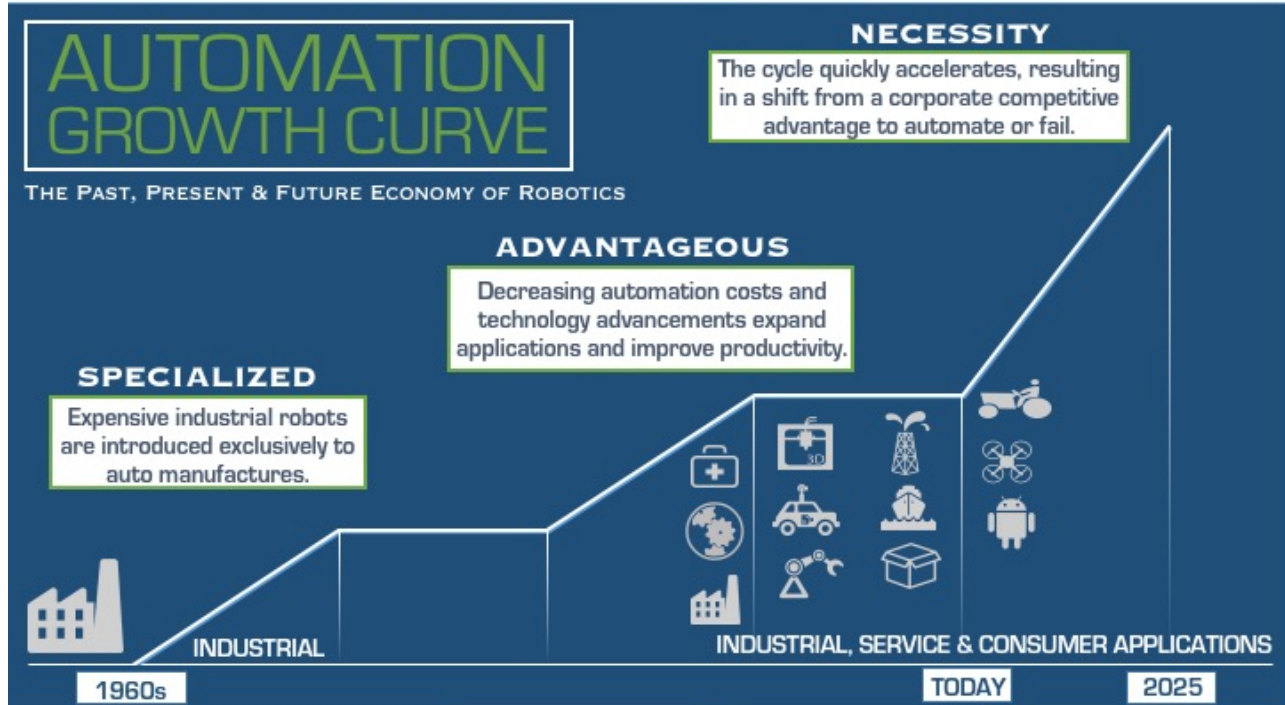 AUTOMATION
GROWTH CURVE
THE PAST, PRESENT & FUTURE ECONOMY OF ROBOTICS
NECESSITY
The cycle quickly accelerates, resulting
in a shift from a corporate competitive
advantage to automate or fail.
ADVANTAGEOUS
Decreasing automation costs and
technology advancements expand
applications and improve productivity.
SPECIALIZED
Expensive industrial robots
are introduced exclusively to
auto manufactures.
3D
INDUSTRIAL
INDUSTRIAL, SERVICE & CONSUMER APPLICATIONS
1960s
TODAY
2025